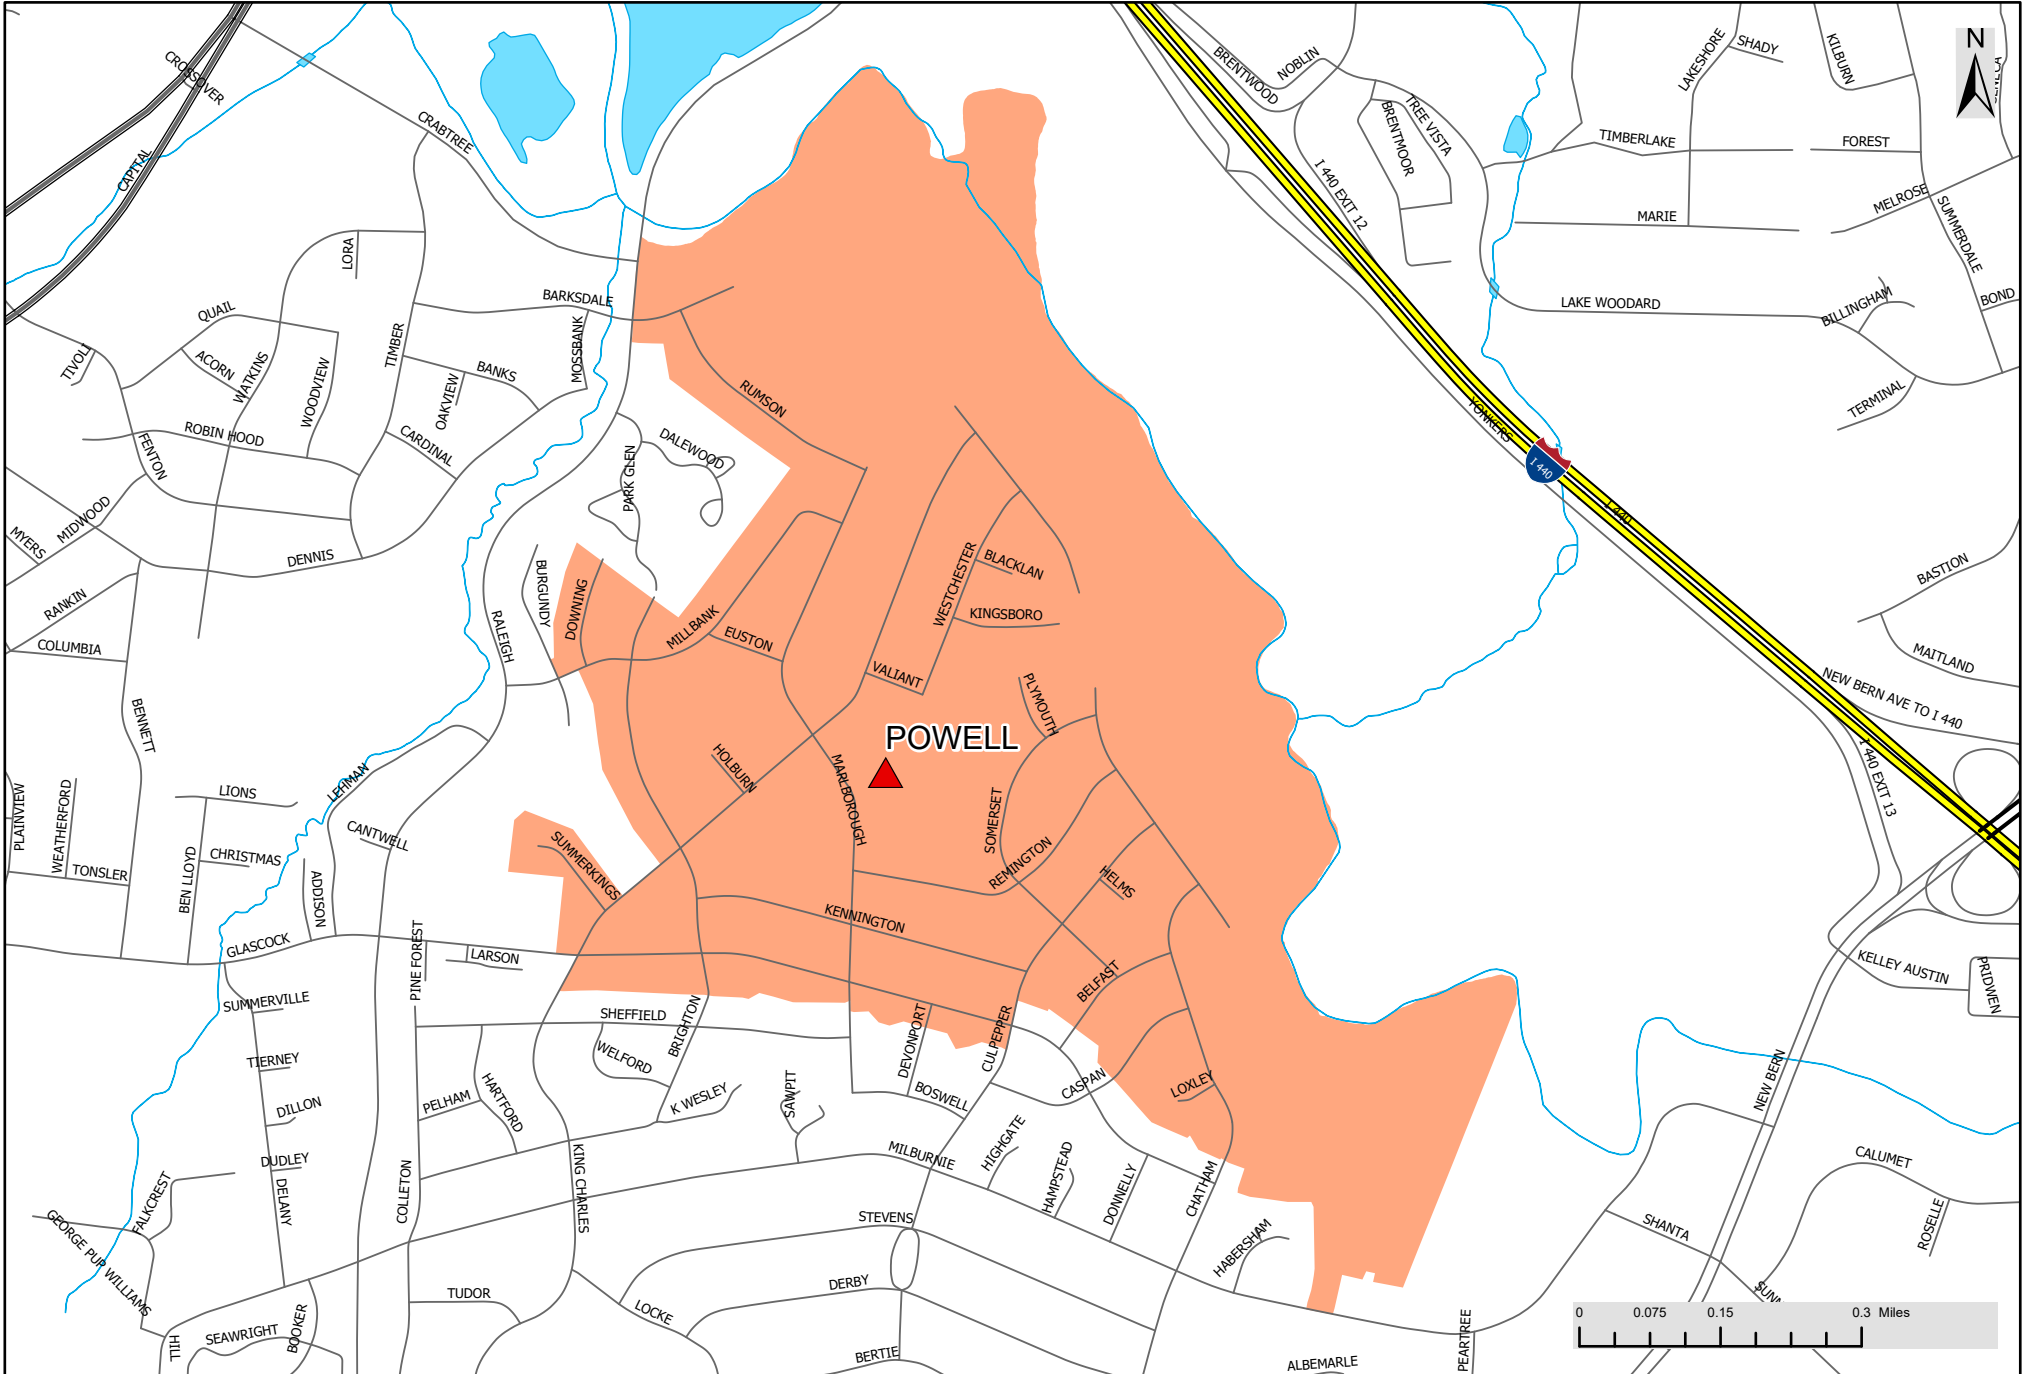 CROSSOVER
CAPITAL
CRABTREE
BRENTWOOD
NOBLIN
TREE VISTA
BRENTMOOR
I 440 EXIT 12
LAKESHORE
SHADY
KILBURN
N
TIMBERLAKE
FOREST
MARIE
MELROSE
SUMMERDALE
BOND
LAKE WOODARD
BILLINGHAM
TERMINAL
LORA
QUAIL
TIVOLI
ACORN
WATKINS
WOODVIEW
TIMBER
BARKSDALE
MOSSBANK
BANKS
OAKVIEW
CARDINAL
ROBIN HOOD
FENTON
MIDWOOD
MYERS
DENNIS
RANKIN
COLUMBIA
BENNETT
RUMSON
DALEWOOD
PARK GLEN
YONKERS
I 440
I 440
BASTION
MAITLAND
NEW BERN AVE TO I 440
I 440 EXIT 13
BURGUNDY
DOWNING
RALEIGH
MILLBANK
EUSTON
WESTCHESTER
BLACKLAN
KINGSBORO
VALIANT
PLYMOUTH
POWELL
HOLBURN
MARLBOROUGH
SOMERSET
REMINGTON
HELMS
LEHMAN
LIONS
PLAINVIEW
WEATHERFORD
TONSLER
BEN LLOYD
CHRISTMAS
CANTWELL
ADDISON
SUMMERKINGS
KENNINGTON
GLASCOCK
PINE FOREST
LARSON
BELFAST
KELLEY AUSTIN
PRIDWEN
SUMMERVILLE
SHEFFIELD
BRIGHTON
DEVONPORT
CULPEPPER
WELFORD
TIERNEY
HARTFORD
PELHAM
K WESLEY
SAWPIT
BOSWELL
CASPAN
LOXLEY
NEW BERN
DILLON
DUDLEY
DELANY
COLLETON
KING CHARLES
MILBURNIE
HIGHGATE
HAMPSTEAD
DONNELLY
CHATHAM
CALUMET
ROSELLE
FALKCREST
GEORGE PUP WILLIAMS
STEVENS
HABERSHAM
SHANTA
DERBY
TUDOR
LOCKE
BOOKER
SEAWRIGHT
HILL
BERTIE
ALBEMARLE
PEARTREE
0 0.075 0.15 0.3 Miles